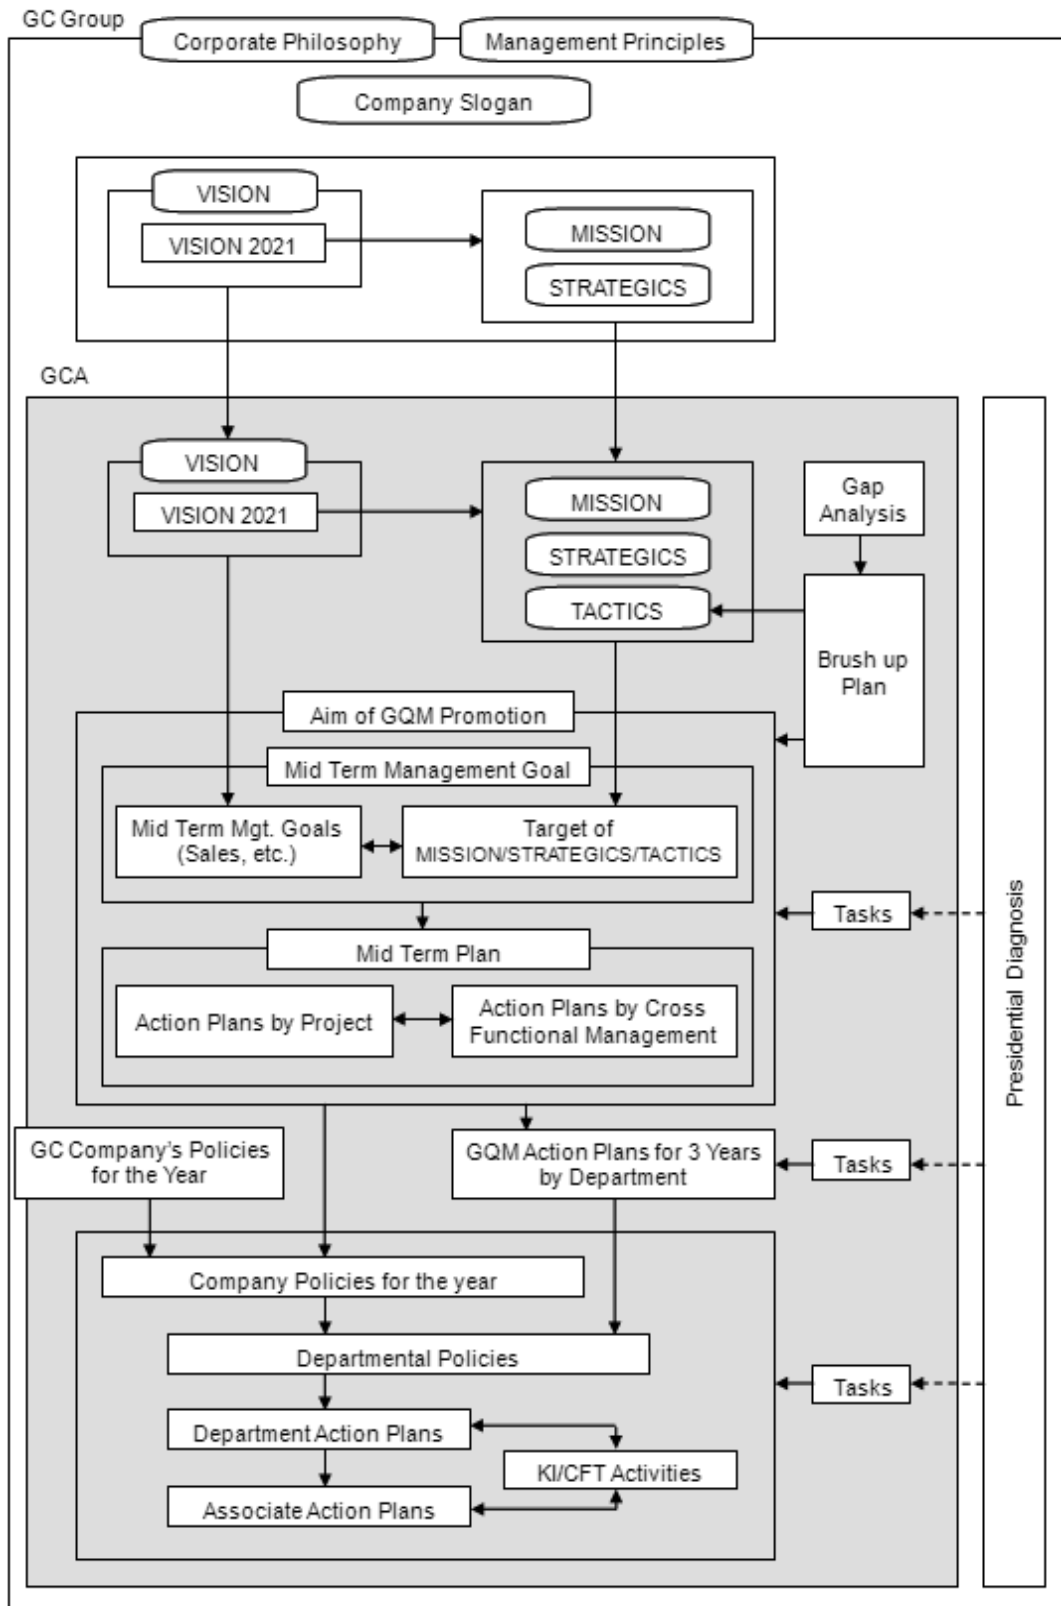 GC Group
Corporate Philosophy
Management Principles
Company Slogan
VISION
VISION 2021
MISSION
STRATEGICS
GCA
VISION
VISION 2021
MISSION
STRATEGICS
TACTICS
Gap
Analysis
Brush up
Plan
Aim of GQM Promotion
Mid Term Management Goal
Mid Term Mgt. Goals
(Sales, etc.)
Target of
MISSION/STRATEGICS/TACTICS
Tasks
Presidential Diagnosis
Mid Term Plan
Action Plans by Project
Action Plans by Cross
Functional Management
GC Company's Policies
for the Year
GQM Action Plans for 3 Years
by Department
Tasks
Company Policies for the year
Departmental Policies
Tasks
Department Action Plans
KI/CFT Activities
Associate Action Plans